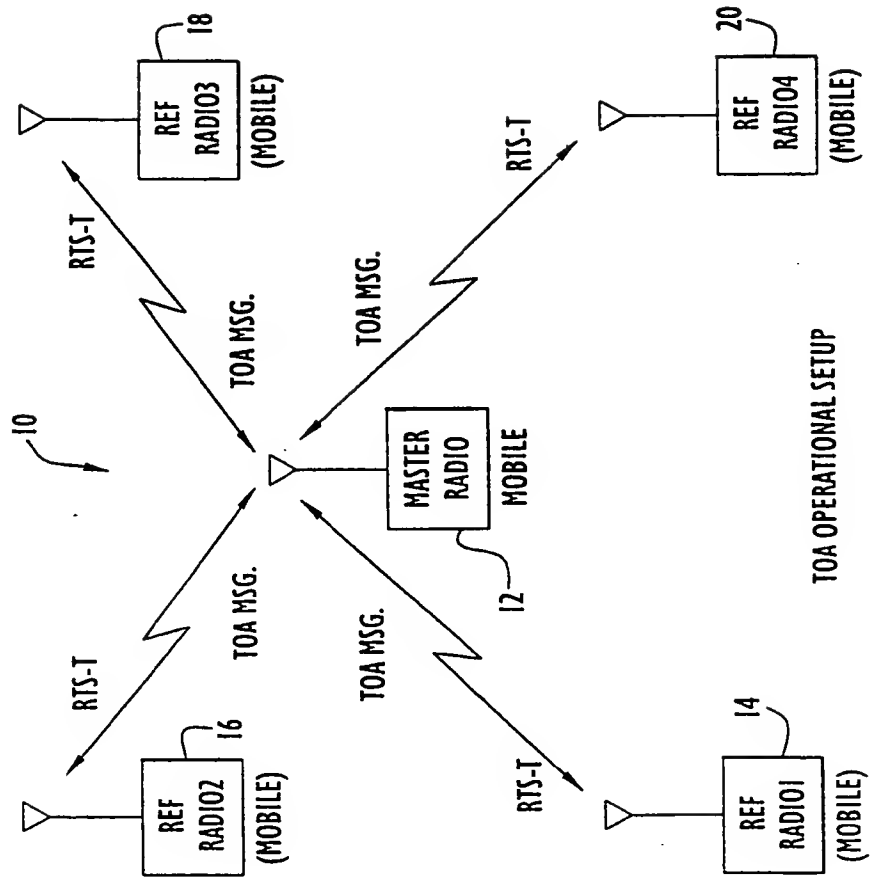 10
16
REF
RADIO2
(MOBILE)
18
REF
RADIO3
(MOBILE)
RTS-T
RTS-T
TOA MSG.
TOA MSG.
MASTER
RADIO
MOBILE
12
TOA MSG.
TOA MSG.
RTS-T
RTS-T
14
REF
RADIO1
(MOBILE)
20
REF
RADIO4
(MOBILE)
TOA OPERATIONAL SETUP